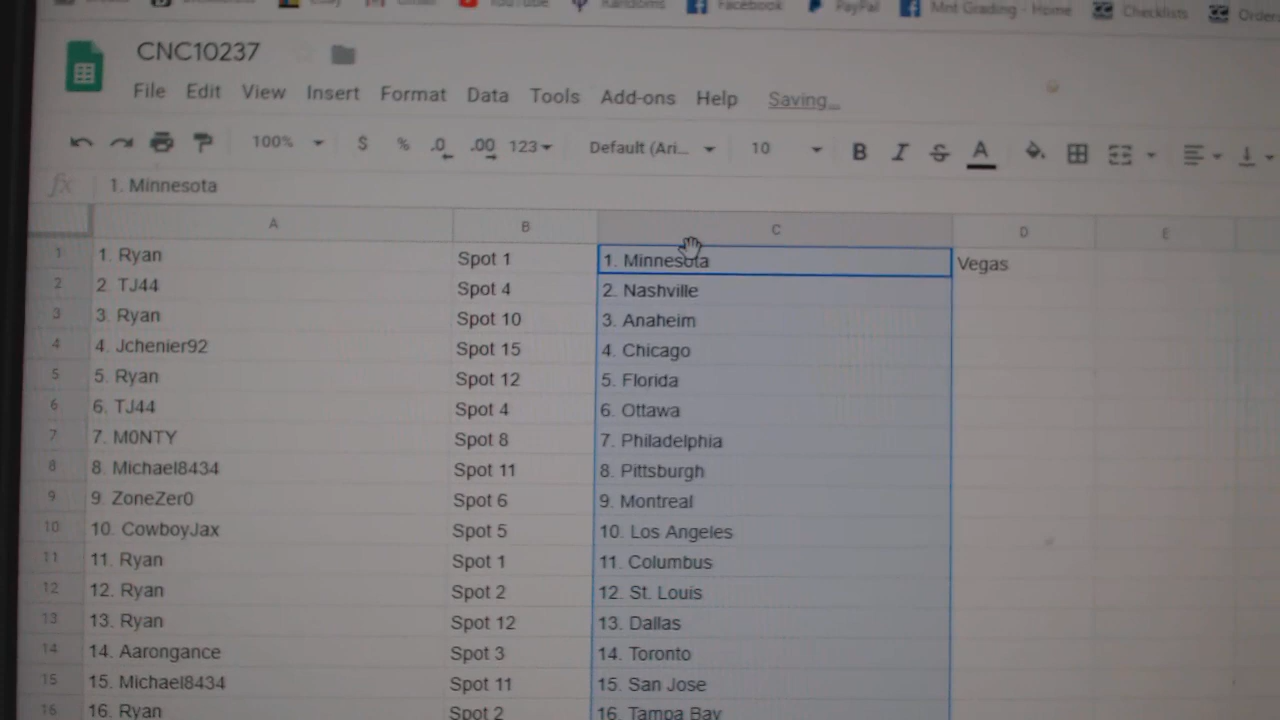 YouTube Randoms Facebook PayPal Mnt Grading - Home Checklists
CNC10237
File Edit View Insert Format Data Tools Add-ons Help Saving...
100% $ % .0 .00 123 Default (Ari... 10 B I S A
fx 1. Minnesota
A B C D E
1 1. Ryan Spot 1 1. Minnesota Vegas
2 2. TJ44 Spot 4 2. Nashville
3 3. Ryan Spot 10 3. Anaheim
4 4. Jchenier92 Spot 15 4. Chicago
5 5. Ryan Spot 12 5. Florida
6 6. TJ44 Spot 4 6. Ottawa
7 7. M0NTY Spot 8 7. Philadelphia
8 8. Michael8434 Spot 11 8. Pittsburgh
9 9. ZoneZer0 Spot 6 9. Montreal
10 10. CowboyJax Spot 5 10. Los Angeles
11 11. Ryan Spot 1 11. Columbus
12 12. Ryan Spot 2 12. St. Louis
13 13. Ryan Spot 12 13. Dallas
14 14. Aarongance Spot 3 14. Toronto
15 15. Michael8434 Spot 11 15. San Jose
16 16. Ryan Spot 2 16. Tampa Bay